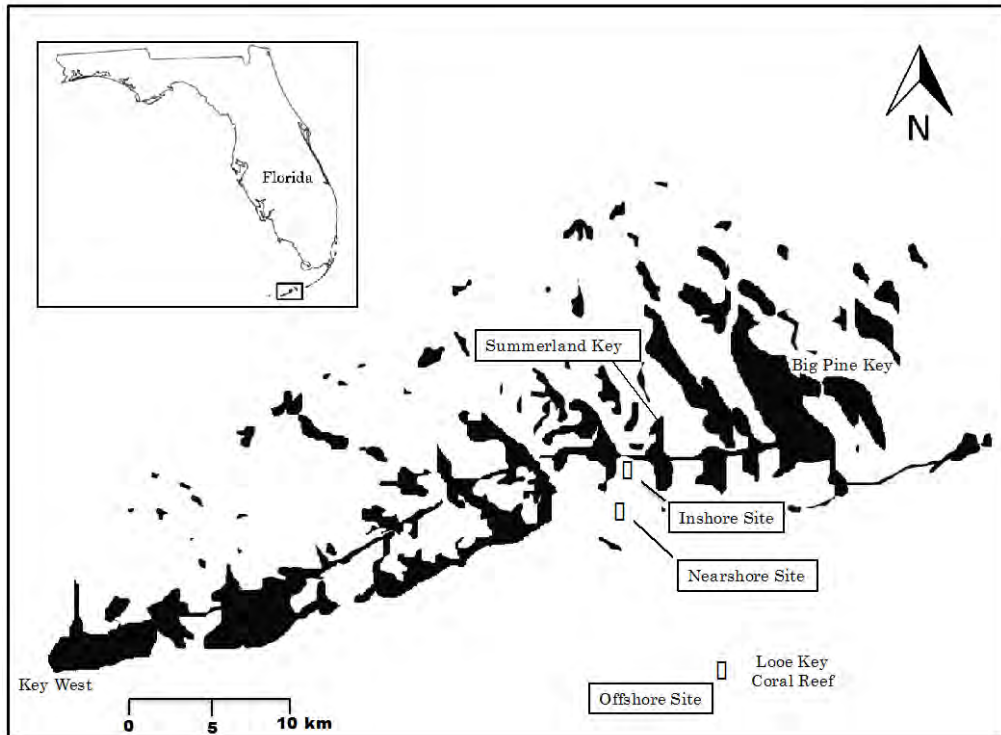 Florida
N
Summerland Key
Big Pine Key
Inshore Site
Nearshore Site
Looe Key
Coral Reef
Offshore Site
Key West
0 5 10 km